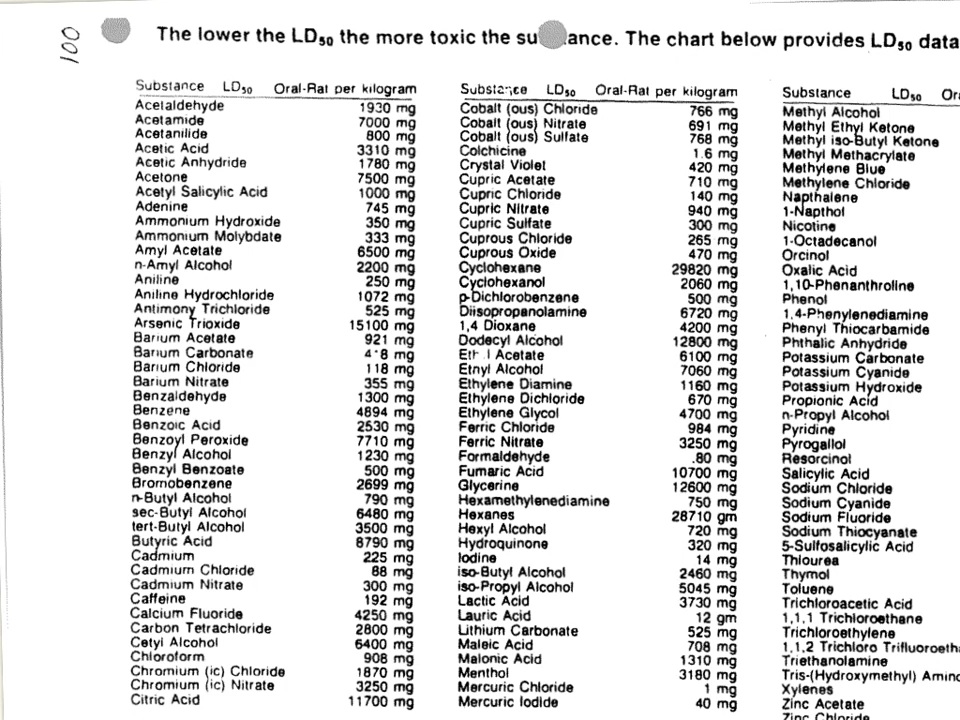 100
The lower the LD50 the more toxic the su ance. The chart below provides LD50 data
Substance LD50 Oral-Rat per kilogram
Acetaldehyde 1930 mg
Acetamide 7000 mg
Acetanilide 800 mg
Acetic Acid 3310 mg
Acetic Anhydride 1780 mg
Acetone 7500 mg
Acetyl Salicylic Acid 1000 mg
Adenine 745 mg
Ammonium Hydroxide 350 mg
Ammonium Molybdate 333 mg
Amyl Acetate 6500 mg
n-Amyl Alcohol 2200 mg
Aniline 250 mg
Aniline Hydrochloride 1072 mg
Antimony Trichloride 525 mg
Arsenic Trioxide 15100 mg
Barium Acetate 921 mg
Barium Carbonate mg
Barium Chloride 118 mg
Barium Nitrate 355 mg
Benzaldehyde 1300 mg
Benzene 4894 mg
Benzoic Acid 2530 mg
Benzoyl Peroxide 7710 mg
Benzyl Alcohol 1230 mg
Benzyl Benzoate 500 mg
Bromobenzene 2699 mg
n-Butyl Alcohol 790 mg
sec-Butyl Alcohol 6480 mg
tert-Butyl Alcohol 3500 mg
Butyric Acid 8790 mg
Cadmium 225 mg
Cadmium Chloride 88 mg
Cadmium Nitrate 300 mg
Caffeine 192 mg
Calcium Fluoride 4250 mg
Carbon Tetrachloride 2800 mg
Cetyl Alcohol 6400 mg
Chloroform 908 mg
Chromium (ic) Chloride 1870 mg
Chromium (ic) Nitrate 3250 mg
Citric Acid 11700 mg
Substance LD50 Oral-Rat per kilogram
Cobalt (ous) Chloride 766 mg
Cobalt (ous) Nitrate 691 mg
Cobalt (ous) Sulfate 768 mg
Colchicine 1.6 mg
Crystal Violet 420 mg
Cupric Acetate 710 mg
Cupric Chloride 140 mg
Cupric Nitrate 940 mg
Cupric Sulfate 300 mg
Cuprous Chloride 265 mg
Cuprous Oxide 470 mg
Cyclohexane 29820 mg
Cyclohexanol 2060 mg
p-Dichlorobenzene 500 mg
Diisopropanolamine 6720 mg
1,4 Dioxane 4200 mg
Dodecyl Alcohol 12800 mg
Acetate 6100 mg
Etnyl Alcohol 7060 mg
Ethylene Diamine 1160 mg
Ethylene Dichloride 670 mg
Ethylene Glycol 4700 mg
Ferric Chloride 984 mg
Ferric Nitrate 3250 mg
Formaldehyde .80 mg
Fumaric Acid 10700 mg
Glycerine 12600 mg
Hexamethylenediamine 750 mg
Hexanes 28710 gm
Hexyl Alcohol 720 mg
Hydroquinone 320 mg
Iodine 14 mg
iso-Butyl Alcohol 2460 mg
iso-Propyl Alcohol 5045 mg
Lactic Acid 3730 mg
Lauric Acid 12 gm
Lithium Carbonate 525 mg
Maleic Acid 708 mg
Malonic Acid 1310 mg
Menthol 3180 mg
Mercuric Chloride 1 mg
Mercuric Iodide 40 mg
Substance LD50 Or
Methyl Alcohol
Methyl Ethyl Ketone
Methyl iso-Butyl Ketone
Methyl Methacrylate
Methylene Blue
Methylene Chloride
Napthalene
1-Napthol
Nicotine
1-Octadecanol
Orcinol
Oxalic Acid
1,10-Phenanthroline
Phenol
1,4-Phenylenediamine
Phenyl Thiocarbamide
Phthalic Anhydride
Potassium Carbonate
Potassium Cyanide
Potassium Hydroxide
Propionic Acid
n-Propyl Alcohol
Pyridine
Pyrogallol
Resorcinol
Salicylic Acid
Sodium Chloride
Sodium Cyanide
Sodium Fluoride
Sodium Thiocyanate
5-Sulfosalicylic Acid
Thiourea
Thymol
Toluene
Trichloroacetic Acid
1,1,1 Trichloroethane
Trichloroethylene
1,1,2 Trichloro Trifluoroeth
Triethanolamine
Tris-(Hydroxymethyl) Amino
Xylenes
Zinc Acetate
Zinc Chloride